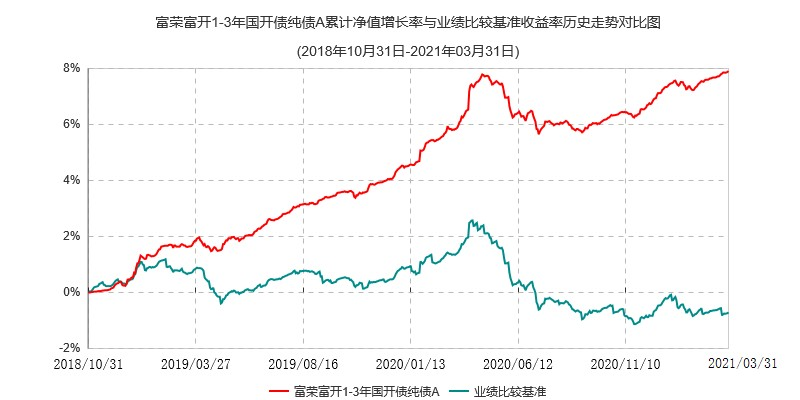 富荣富开1-3年国开债纯债A累计净值增长率与业绩比较基准收益率历史走势对比图
(2018年10月31日-2021年03月31日)
8%
6%
4%
2%
0%
-2%
2018/10/31 2019/03/27 2019/08/16 2020/01/13 2020/06/12 2020/11/10 2021/03/31
富荣富开1-3年国开债纯债A 业绩比较基准